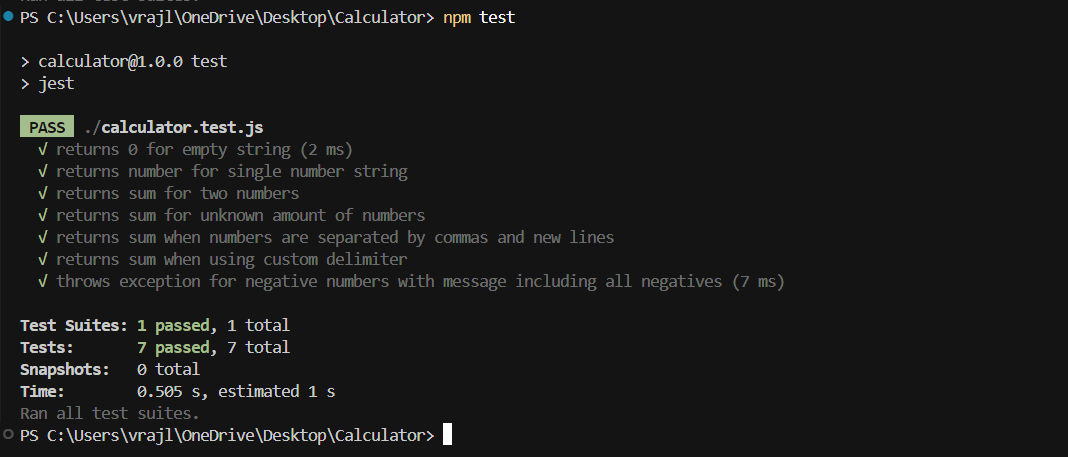 PS C:\Users\vrajl\OneDrive\Desktop\Calculator> npm test
> calculator@1.0.0 test
> jest
PASS ./calculator.test.js
√ returns 0 for empty string (2 ms)
√ returns number for single number string
√ returns sum for two numbers
√ returns sum for unknown amount of numbers
√ returns sum when numbers are separated by commas and new lines
√ returns sum when using custom delimiter
√ throws exception for negative numbers with message including all negatives (7 ms)
Test Suites: 1 passed, 1 total
Tests: 7 passed, 7 total
Snapshots: 0 total
Time: 0.505 s, estimated 1 s
Ran all test suites.
PS C:\Users\vrajl\OneDrive\Desktop\Calculator>